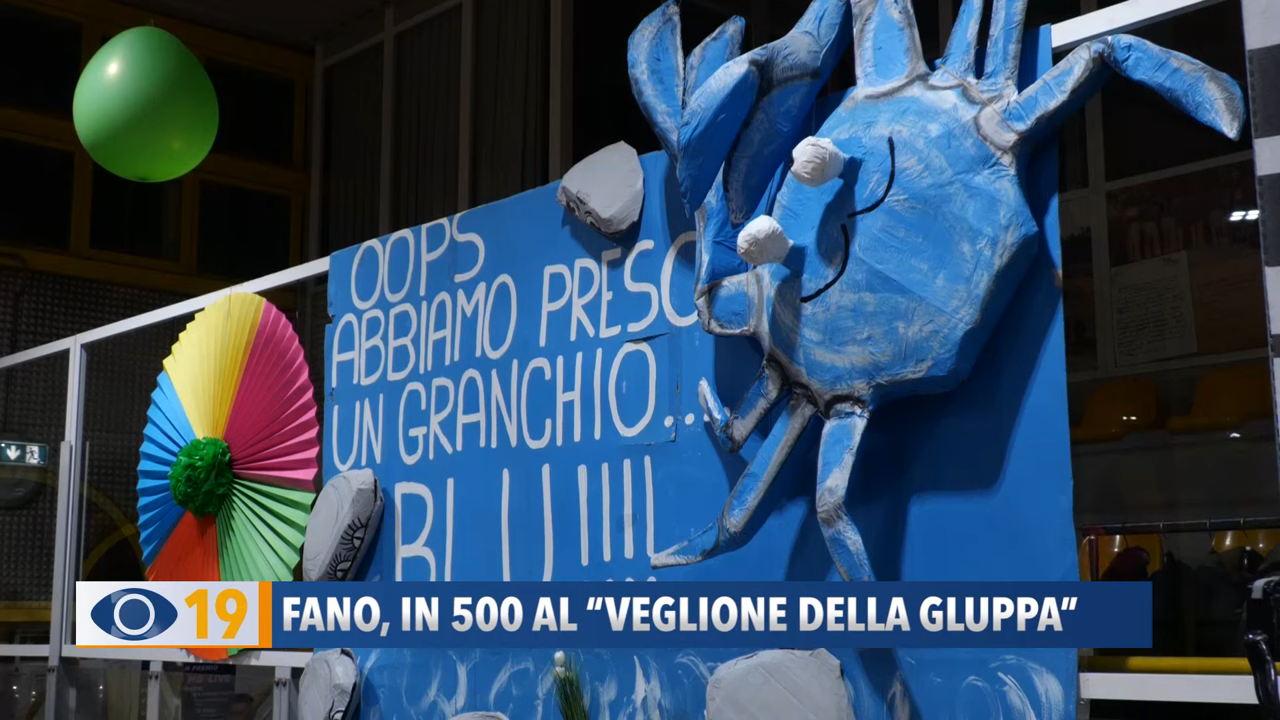 OOPS
ABBIAMO PRESO
UN GRANCHIO...
BLU!!!!
19
FANO, IN 500 AL “VEGLIONE DELLA GLUPPA“